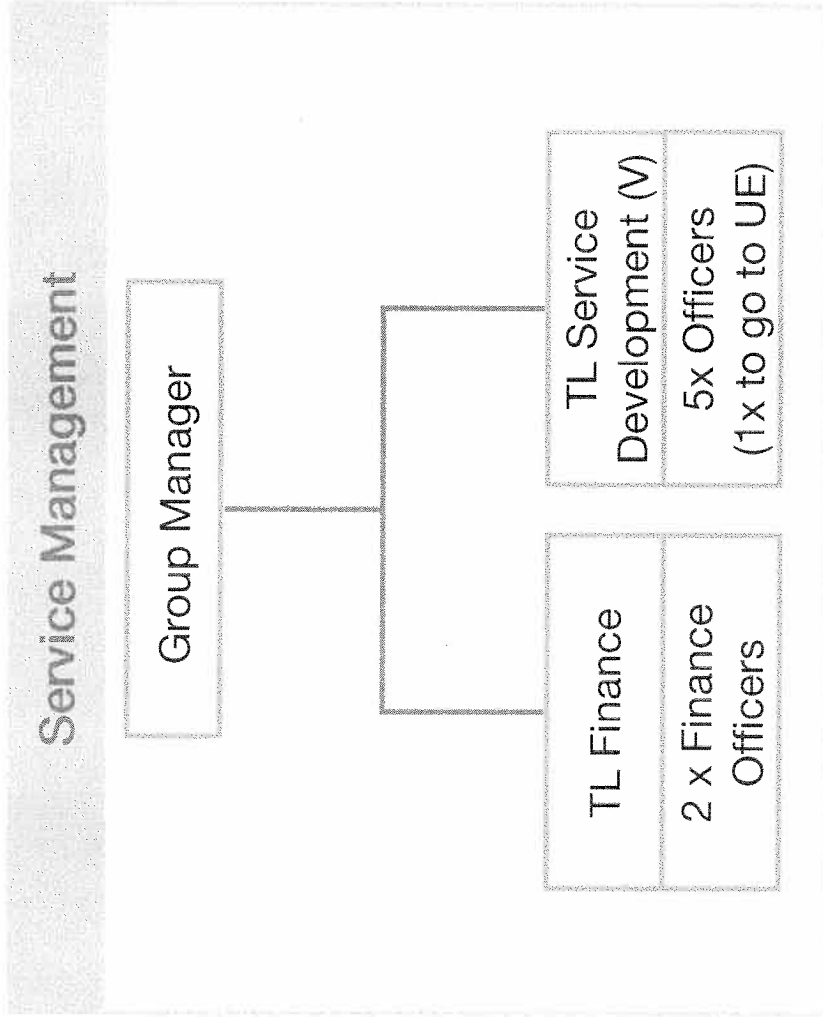 Service Management
Group Manager
TL Finance
2 x Finance
Officers
TL Service
Development (V)
5x Officers
(1x to go to UE)